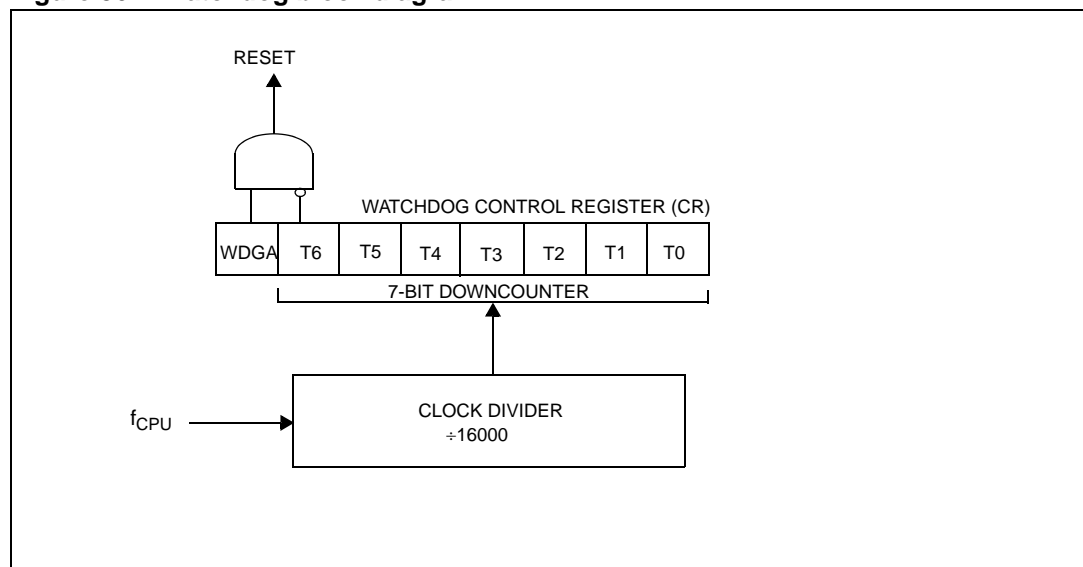 RESET
WATCHDOG CONTROL REGISTER (CR)
WDGA T6 T5 T4 T3 T2 T1 T0
7-BIT DOWNCOUNTER
fCPU
CLOCK DIVIDER
÷16000